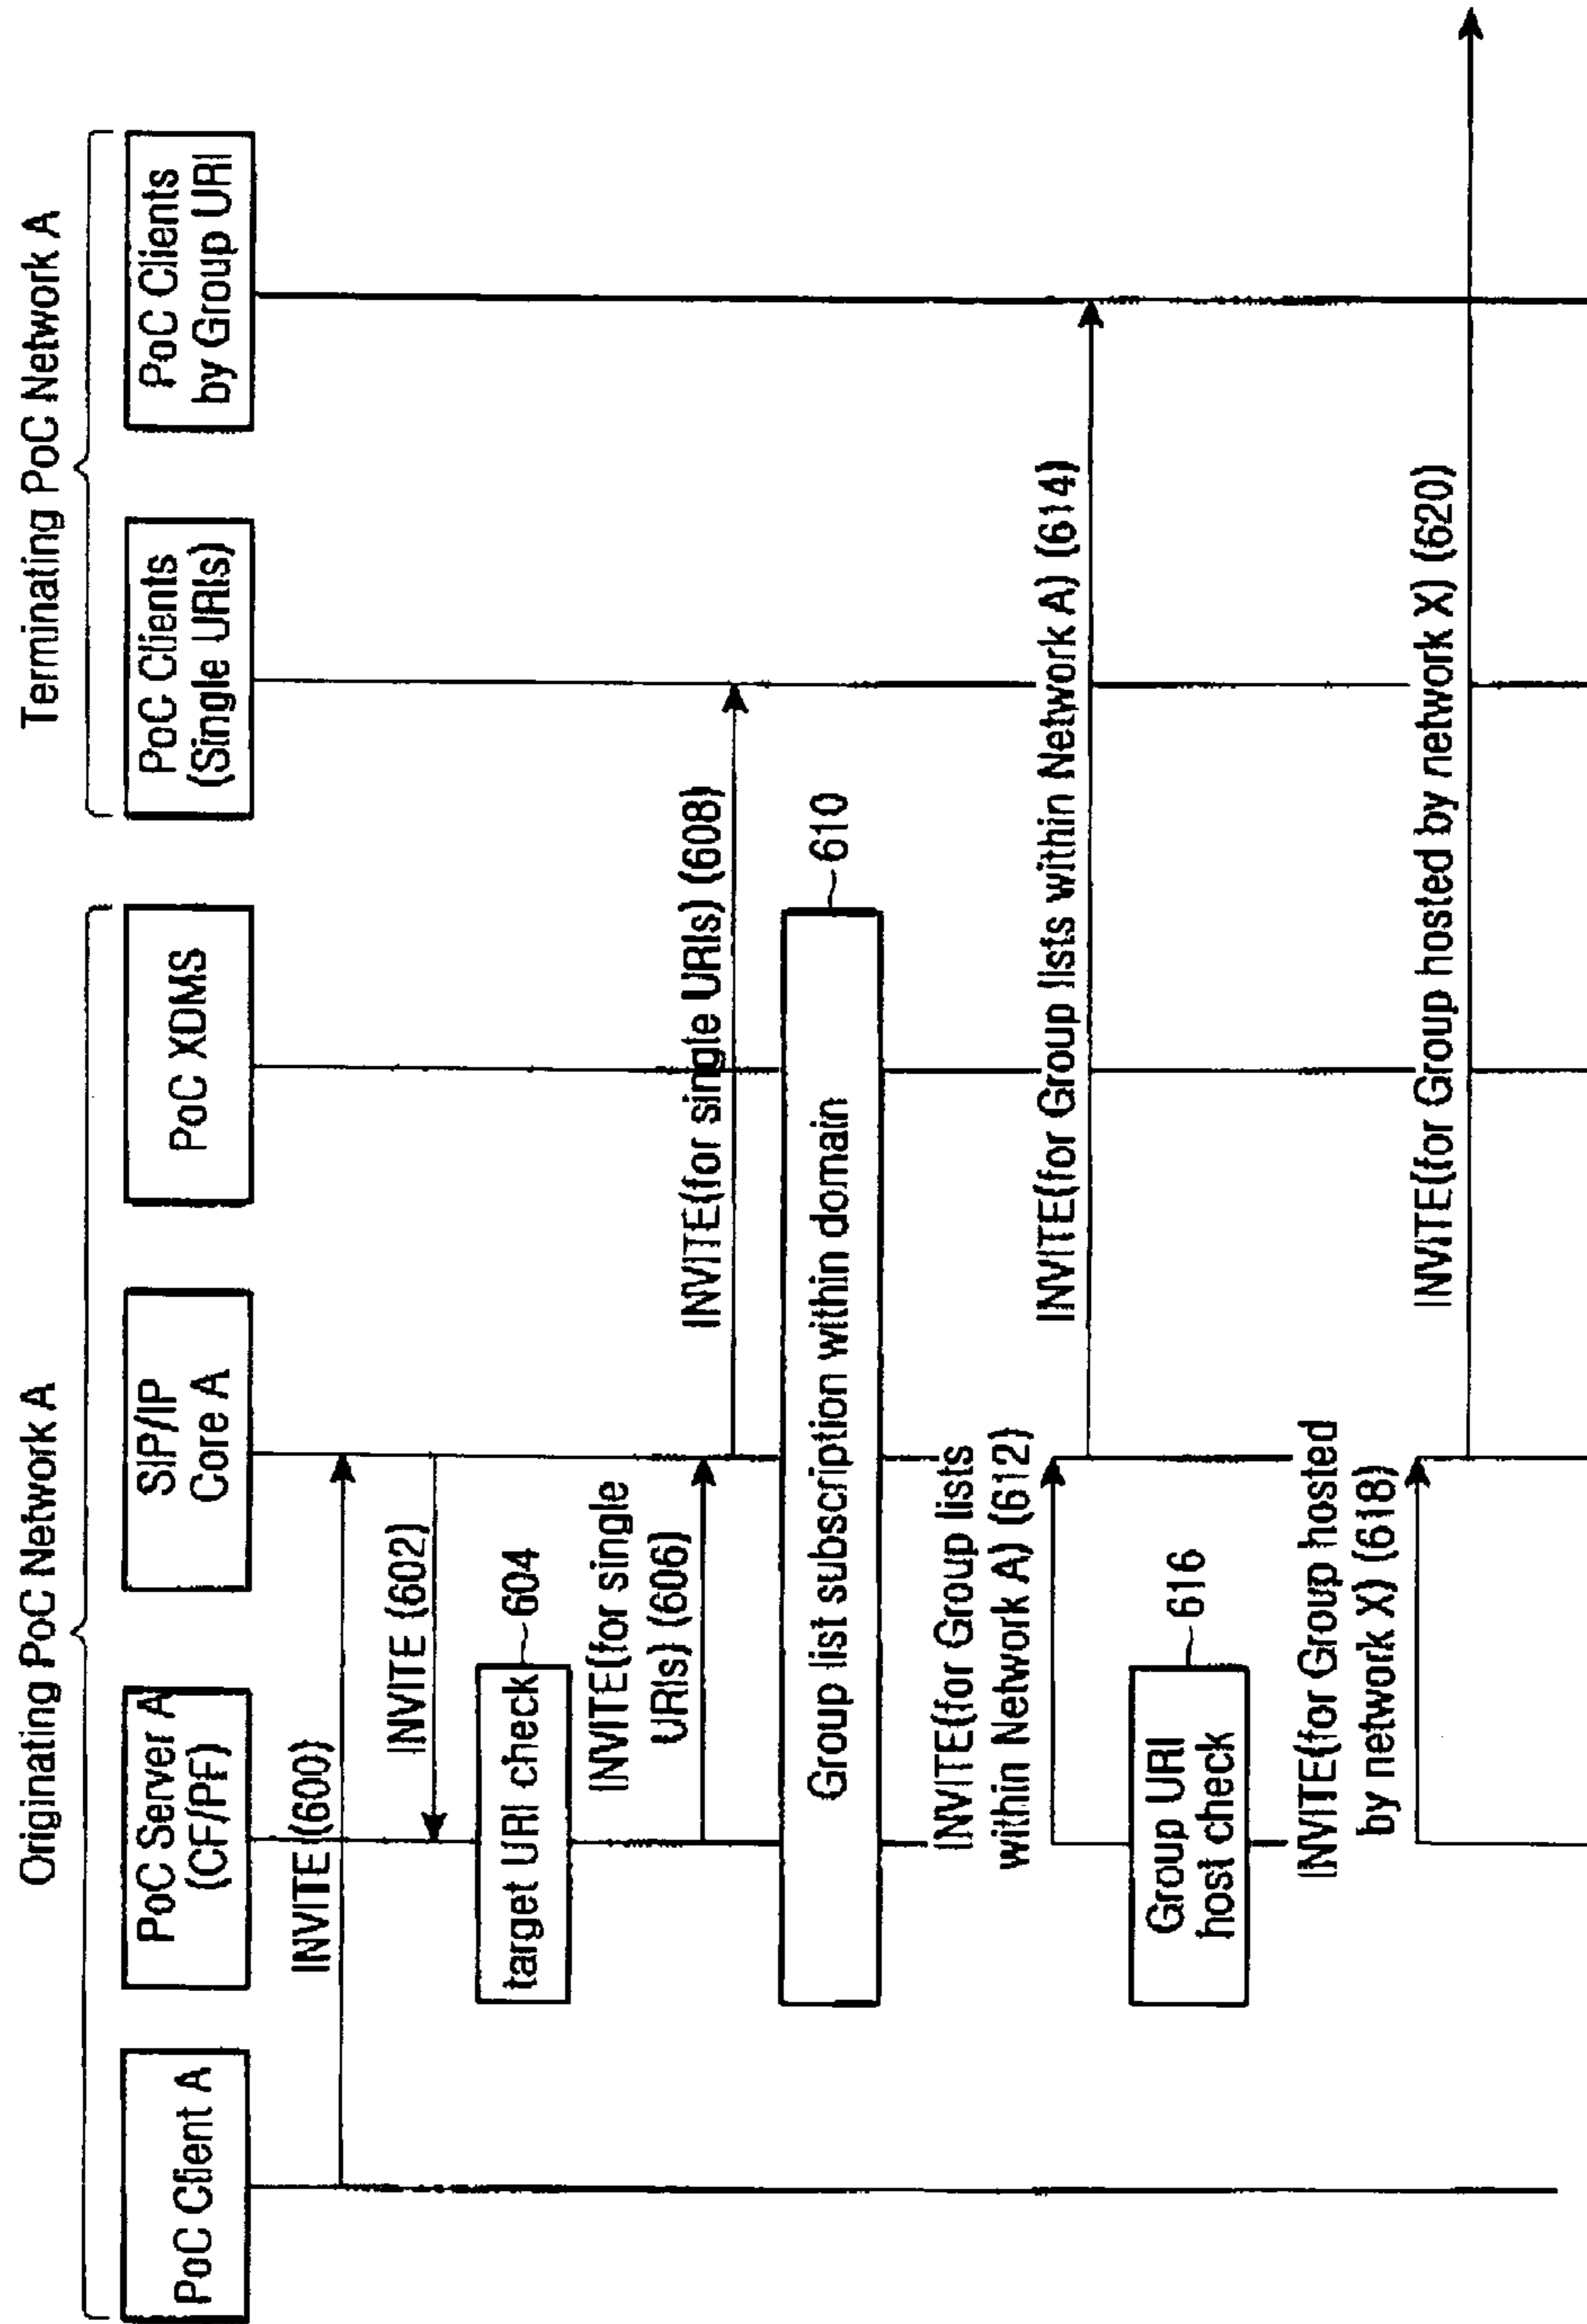 Originating PoC Network A
Terminating PoC Network A
PoC Client A
PoC Server A
(CF/PF)
SIP/IP
Core A
PoC XDMS
PoC Clients
(Single URIs)
PoC Clients
by Group URI
INVITE (600)
INVITE (602)
target URI check
604
INVITE(for single
URIs) (606)
INVITE(for single URIs) (608)
Group list subscription within domain
610
INVITE(for Group lists
within Network A) (612)
INVITE(for Group lists within Network A) (614)
Group URI
host check
616
INVITE(for Group hosted
by network X) (618)
INVITE(for Group hosted by network X) (620)